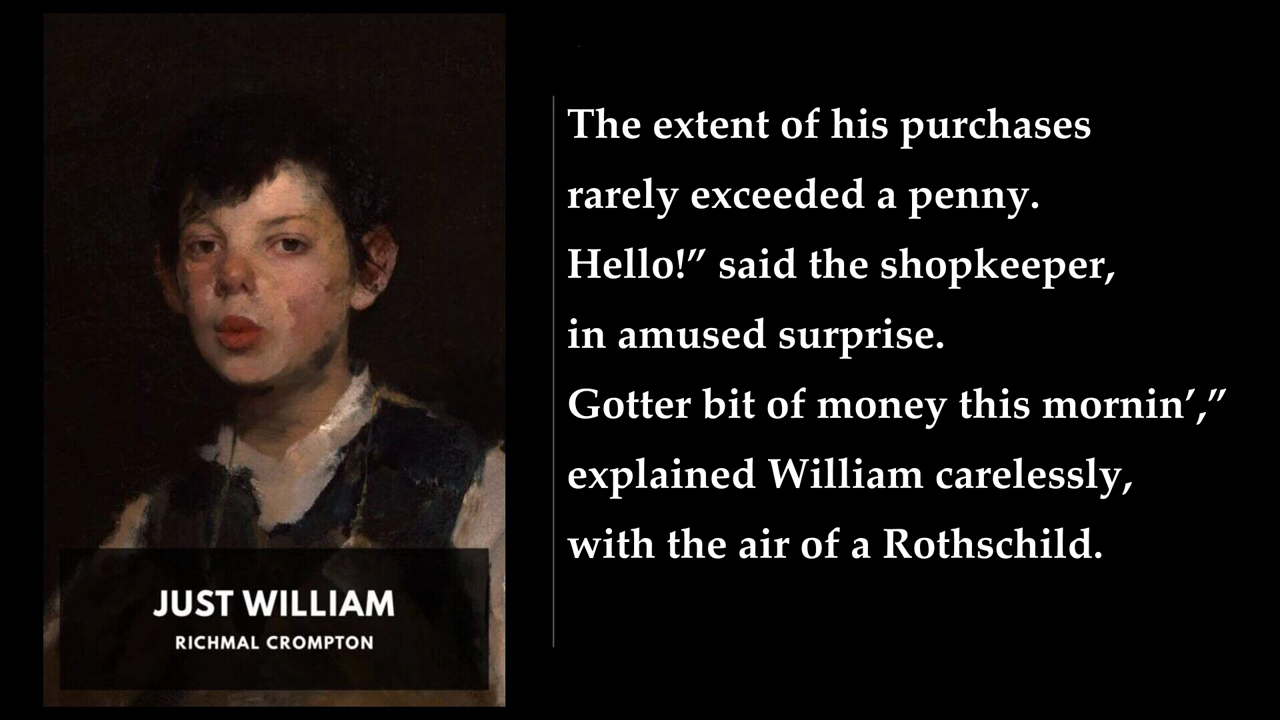 The extent of his purchases
rarely exceeded a penny.
Hello!” said the shopkeeper,
in amused surprise.
Gotter bit of money this mornin’,”
explained William carelessly,
with the air of a Rothschild.
JUST WILLIAM
RICHMAL CROMPTON